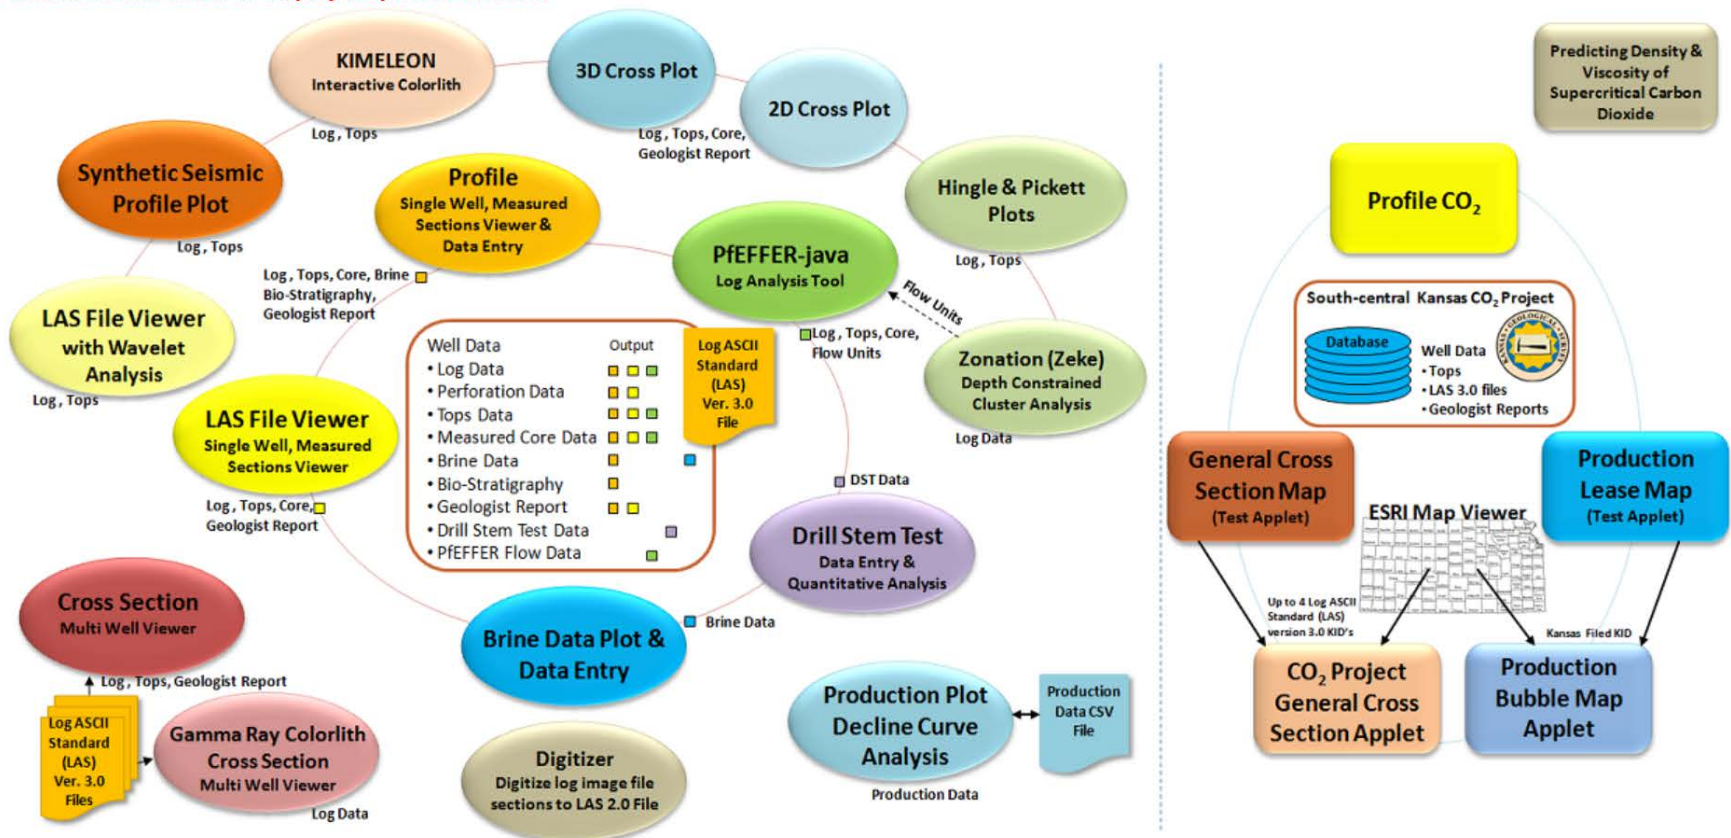 KIMELEON
Interactive Colorlith
Log , Tops
3D Cross Plot
Log , Tops, Core,
Geologist Report
2D Cross Plot
Synthetic Seismic
Profile Plot
Log , Tops
Profile
Single Well, Measured
Sections Viewer &
Data Entry
Log , Tops, Core, Brine
Bio-Stratigraphy,
Geologist Report
Hingle & Pickett
Plots
Log , Tops
PfEFFER-java
Log Analysis Tool
Flow Units
Log , Tops, Core,
Flow Units
LAS File Viewer
with Wavelet
Analysis
Log , Tops
Zonation (Zeke)
Depth Constrained
Cluster Analysis
Log Data
LAS File Viewer
Single Well, Measured
Sections Viewer
Log , Tops, Core,
Geologist Report
Well Data Output
• Log Data
• Perforation Data
• Tops Data
• Measured Core Data
• Brine Data
• Bio-Stratigraphy
• Geologist Report
• Drill Stem Test Data
• PfEFFER Flow Data
Log ASCII
Standard
(LAS)
Ver. 3.0
File
DST Data
Drill Stem Test
Data Entry &
Quantitative Analysis
Brine Data
Brine Data Plot &
Data Entry
Cross Section
Multi Well Viewer
Log , Tops, Geologist Report
Log ASCII
Standard
(LAS)
Ver. 3.0
Files
Gamma Ray Colorlith
Cross Section
Multi Well Viewer
Log Data
Digitizer
Digitize log image file
sections to LAS 2.0 File
Production Plot
Decline Curve
Analysis
Production Data
Production
Data CSV
File
Predicting Density &
Viscosity of
Supercritical Carbon
Dioxide
Profile CO₂
South-central Kansas CO₂ Project
Database
Well Data
• Tops
• LAS 3.0 files
• Geologist Reports
KANSAS GEOLOGICAL SURVEY
General Cross
Section Map
(Test Applet)
Production
Lease Map
(Test Applet)
ESRI Map Viewer
Up to 4 Log ASCII
Standard (LAS)
version 3.0 KID's
Kansas Filed KID
CO₂ Project
General Cross
Section Applet
Production
Bubble Map
Applet